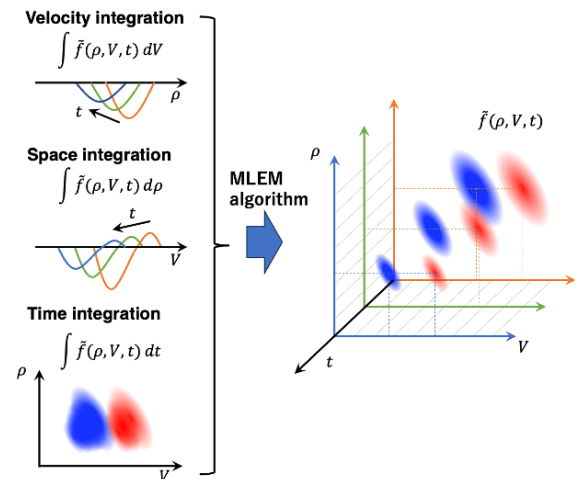 Velocity integration
∫ f̃(ρ, V, t) dV
ρ
t
Space integration
∫ f̃(ρ, V, t) dρ
t
V
Time integration
∫ f̃(ρ, V, t) dt
ρ
V
MLEM
algorithm
f̃(ρ, V, t)
ρ
V
t